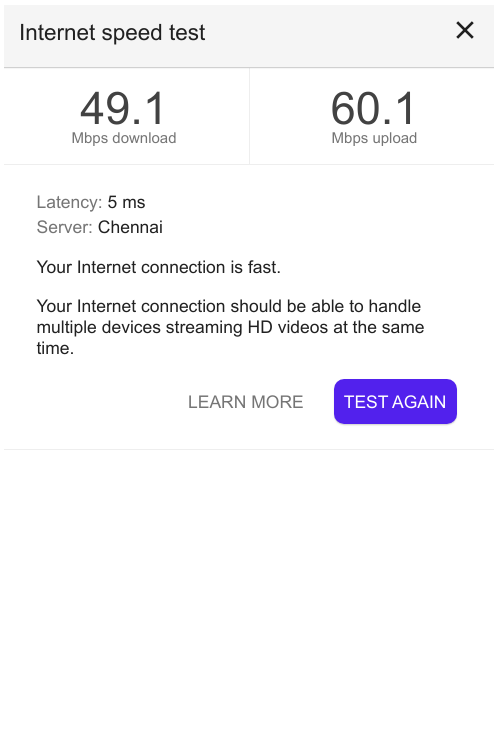 Internet speed test
49.1
Mbps download
60.1
Mbps upload
Latency: 5 ms
Server: Chennai
Your Internet connection is fast.
Your Internet connection should be able to handle
multiple devices streaming HD videos at the same
time.
LEARN MORE
TEST AGAIN